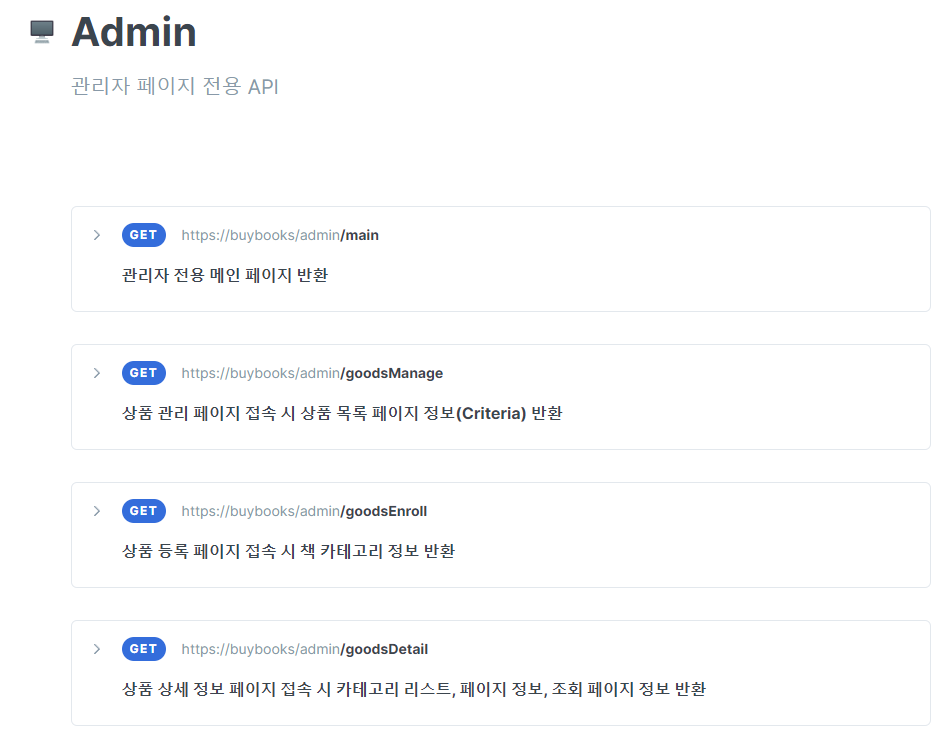 Admin
관리자 페이지 전용 API
GET https://buybooks/admin/main
관리자 전용 메인 페이지 반환
GET https://buybooks/admin/goodsManage
상품 관리 페이지 접속 시 상품 목록 페이지 정보(Criteria) 반환
GET https://buybooks/admin/goodsEnroll
상품 등록 페이지 접속 시 책 카테고리 정보 반환
GET https://buybooks/admin/goodsDetail
상품 상세 정보 페이지 접속 시 카테고리 리스트, 페이지 정보, 조회 페이지 정보 반환